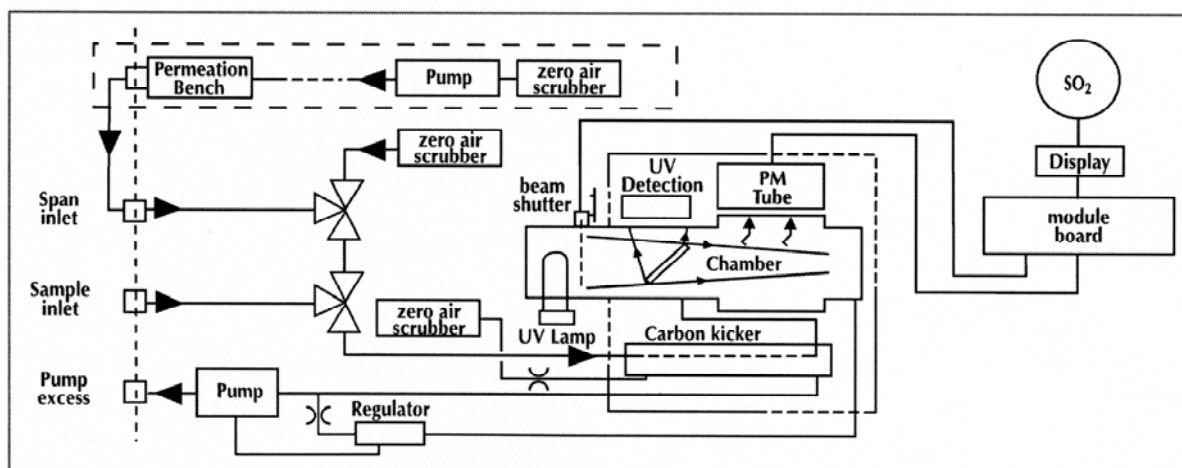 Permeation
Bench
Pump
zero air
scrubber
SO₂
zero air
scrubber
Display
Span
inlet
beam
shutter
UV
Detection
PM
Tube
module
board
Chamber
Sample
inlet
zero air
scrubber
UV Lamp
Carbon kicker
Pump
excess
Pump
Regulator